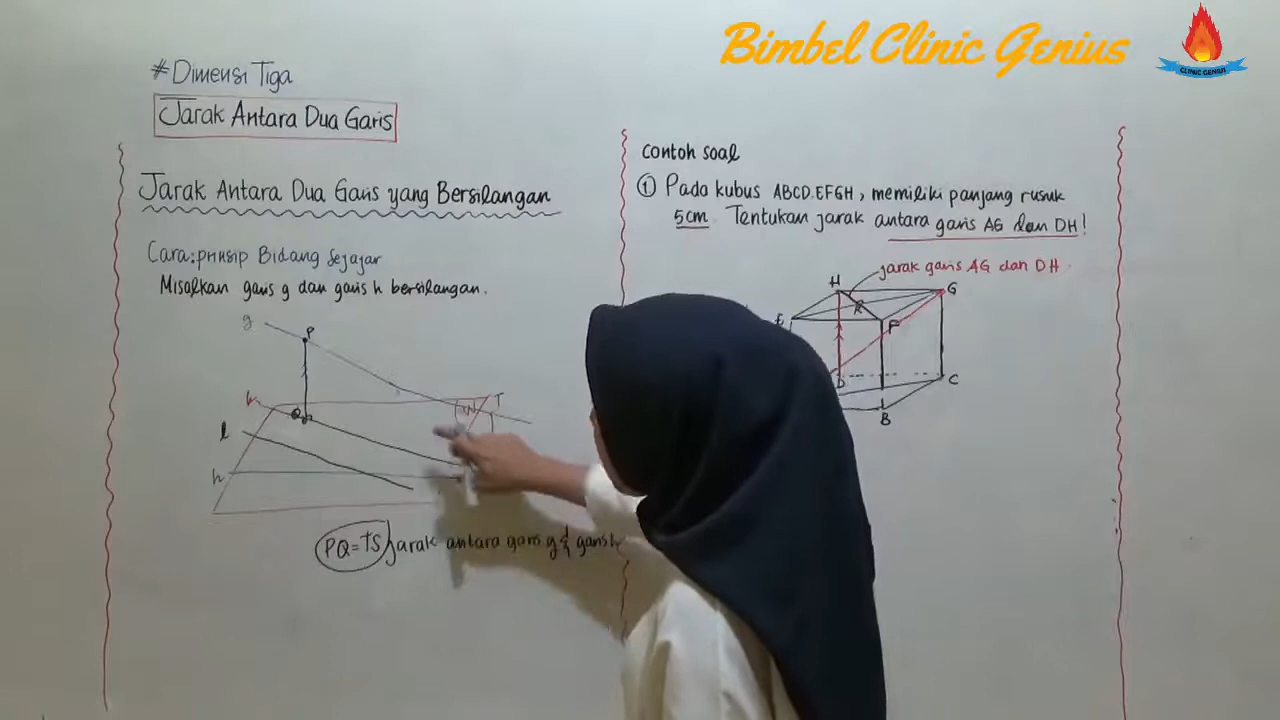 Bimbel Clinic Genius
CLINIC GENIUS
#Dimensi Tiga
Jarak Antara Dua Garis
Jarak Antara Dua Garis yang Bersilangan
Cara:prinsip Bidang Sejajar
Misalkan garis g dan garis h bersilangan.
g
P
Q
T
W
l
h
PQ=TS jarak antara garis g & garis h
Contoh soal
① Pada kubus ABCD.EFGH, memiliki panjang rusuk
5cm. Tentukan jarak antara garis AG dan DH!
jarak garis AG dan DH.
H
G
E
R
F
D
C
B